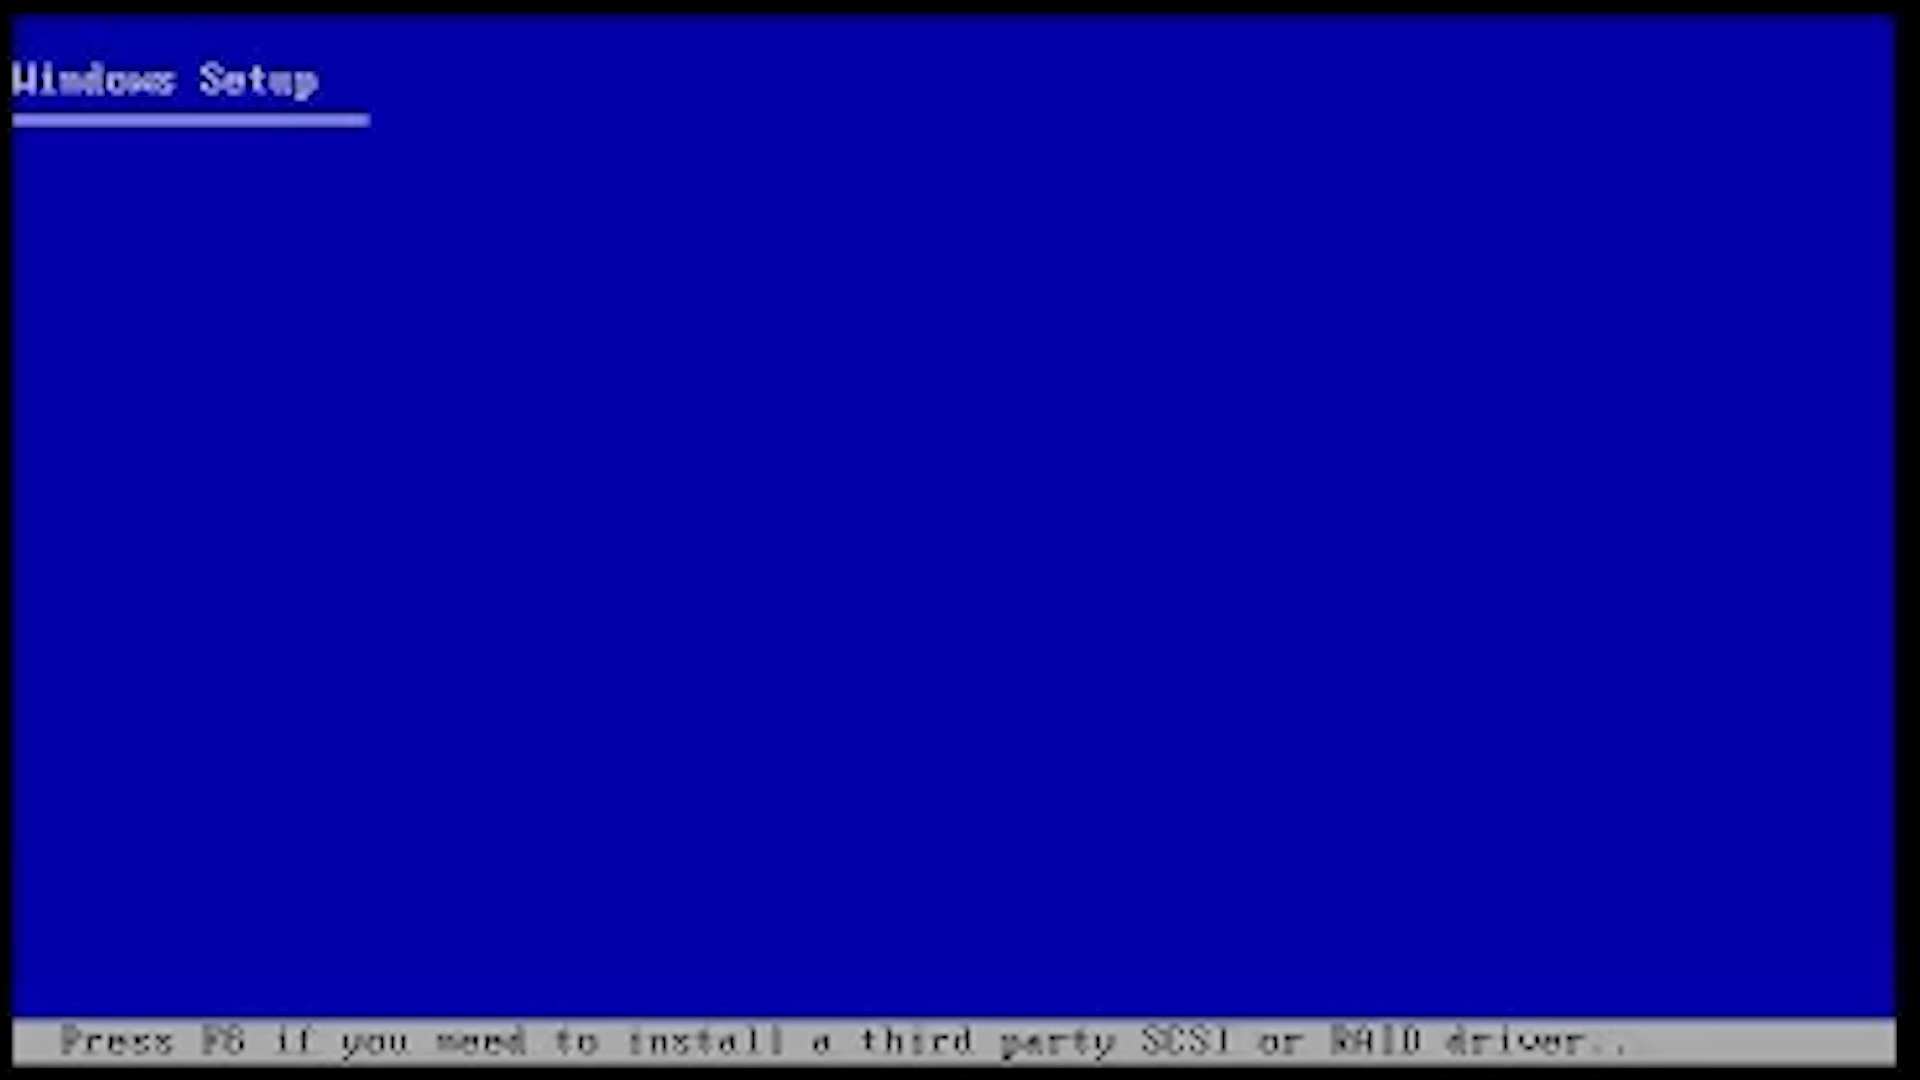 Windows Setup
Press F6 if you need to install a third party SCSI or RAID driver...